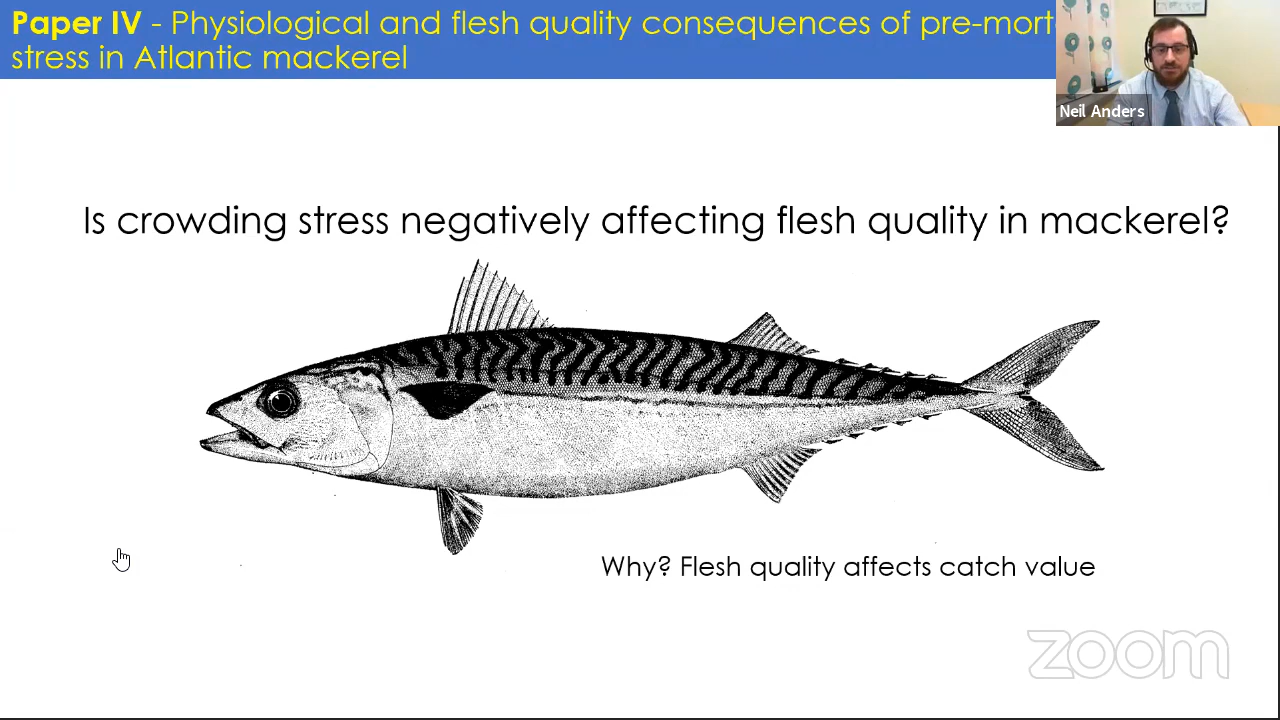 Paper IV - Physiological and flesh quality consequences of pre-mort
stress in Atlantic mackerel
Neil Anders
Is crowding stress negatively affecting flesh quality in mackerel?
Why? Flesh quality affects catch value
zoom